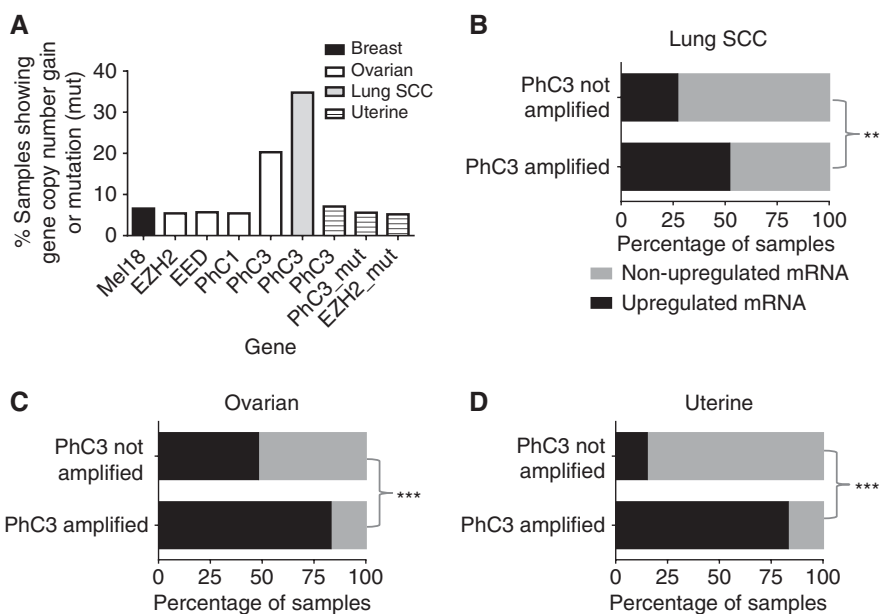 A
% Samples showing
gene copy number gain
or mutation (mut)
40
30
20
10
0
Breast
Ovarian
Lung SCC
Uterine
Mel18
EZH2
EED
PhC1
PhC3
PhC3
PhC3
PhC3_mut
EZH2_mut
Gene
B
Lung SCC
PhC3 not
amplified
PhC3 amplified
**
0 25 50 75 100
Percentage of samples
Non-upregulated mRNA
Upregulated mRNA
C
Ovarian
PhC3 not
amplified
PhC3 amplified
***
0 25 50 75 100
Percentage of samples
D
Uterine
PhC3 not
amplified
PhC3 amplified
***
0 25 50 75 100
Percentage of samples